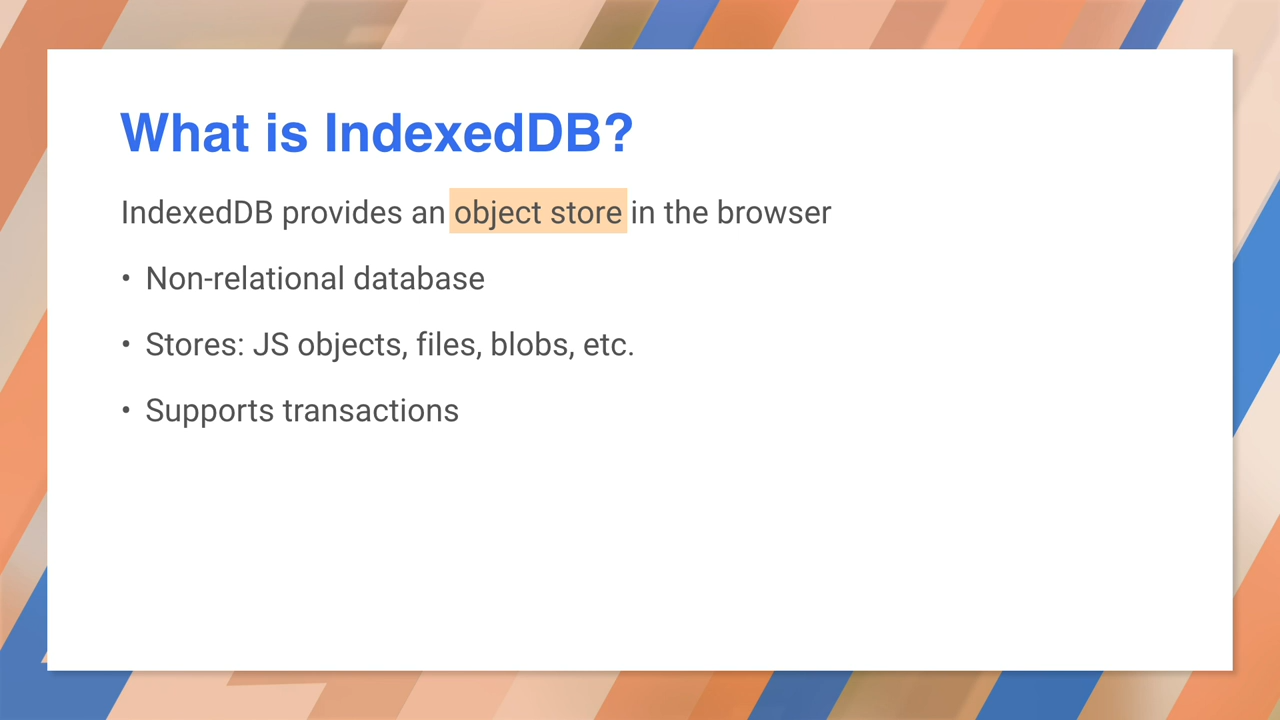 What is IndexedDB?
IndexedDB provides an object store in the browser
• Non-relational database
• Stores: JS objects, files, blobs, etc.
• Supports transactions